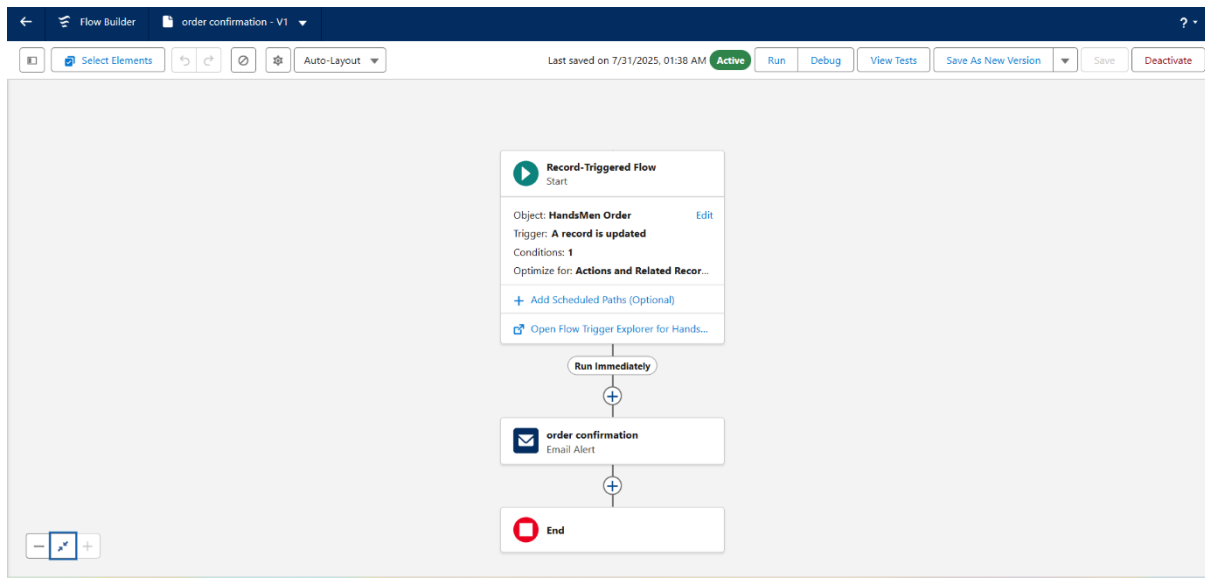 Flow Builder
order confirmation - V1
?
Select Elements
Auto-Layout
Last saved on 7/31/2025, 01:38 AM
Active
Run
Debug
View Tests
Save As New Version
Save
Deactivate
Record-Triggered Flow
Start
Object: HandsMen Order Edit
Trigger: A record is updated
Conditions: 1
Optimize for: Actions and Related Recor...
+ Add Scheduled Paths (Optional)
Open Flow Trigger Explorer for Hands...
Run Immediately
order confirmation
Email Alert
End